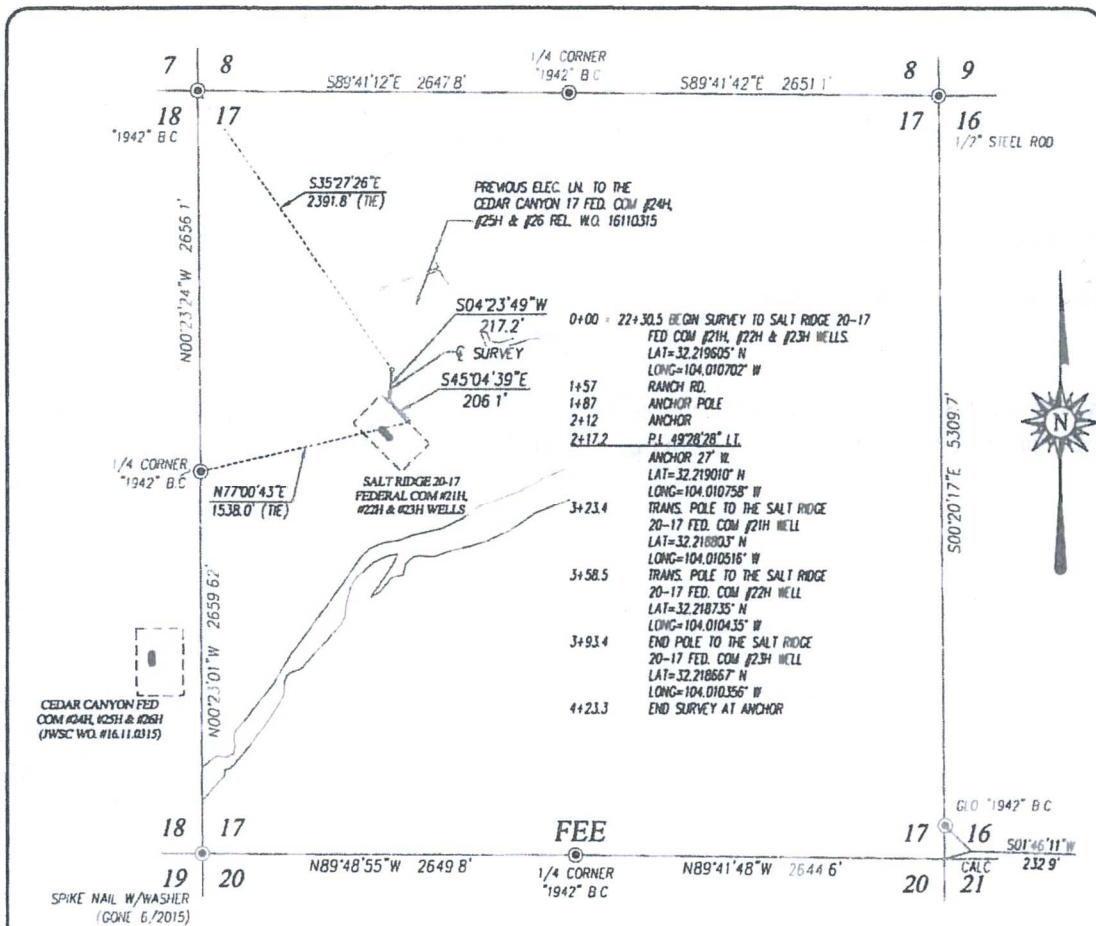 7 8
1/4 CORNER
"1942" B C
8 9
S89°41'12"E 2647 8'
S89°41'42"E 2651 1'
18 17
"1942" B C
17 16
1/2" STEEL ROD
S35°27'26"E
2391.8' (TIE)
PREVIOUS ELEC. LN. TO THE
CEDAR CANYON 17 FED. COM #24H,
#25H & #26 REL. W.O. 16110315
N00°23'24"W 2656 1'
S04°23'49"W
217.2'
℄ SURVEY
S45°04'39"E
206 1'
0+00 = 22+30.5 BEGIN SURVEY TO SALT RIDGE 20-17
FED COM #21H, #22H & #23H WELLS.
LAT=32.219605° N
LONG=104.010702° W
1+57 RANCH RD.
1+87 ANCHOR POLE
2+12 ANCHOR
2+17.2 P.I. 49°28'28" LT.
ANCHOR 27' W.
LAT=32.219010° N
LONG=104.010758° W
3+23.4 TRANS. POLE TO THE SALT RIDGE
20-17 FED. COM #21H WELL
LAT=32.218803° N
LONG=104.010516° W
3+58.5 TRANS. POLE TO THE SALT RIDGE
20-17 FED. COM #22H WELL
LAT=32.218735° N
LONG=104.010435° W
3+93.4 END POLE TO THE SALT RIDGE
20-17 FED. COM #23H WELL
LAT=32.218667° N
LONG=104.010356° W
4+23.3 END SURVEY AT ANCHOR
S00°20'17"E 5309.7'
N
1/4 CORNER
"1942" B C
N77°00'43"E
1538.0' (TIE)
SALT RIDGE 20-17
FEDERAL COM #21H,
#22H & #23H WELLS
N00°23'01"W 2659 62'
CEDAR CANYON FED
COM #24H, #25H & #26H
(JWSC WO. #16.11.0315)
GLO "1942" B C
18 17
FEE
17 16
S01°46'11"W
232 9'
CALC
N89°48'55"W 2649 8'
N89°41'48"W 2644 6'
19 20
1/4 CORNER
"1942" B C
20 21
SPIKE NAIL W/WASHER
(GONE 6/2015)